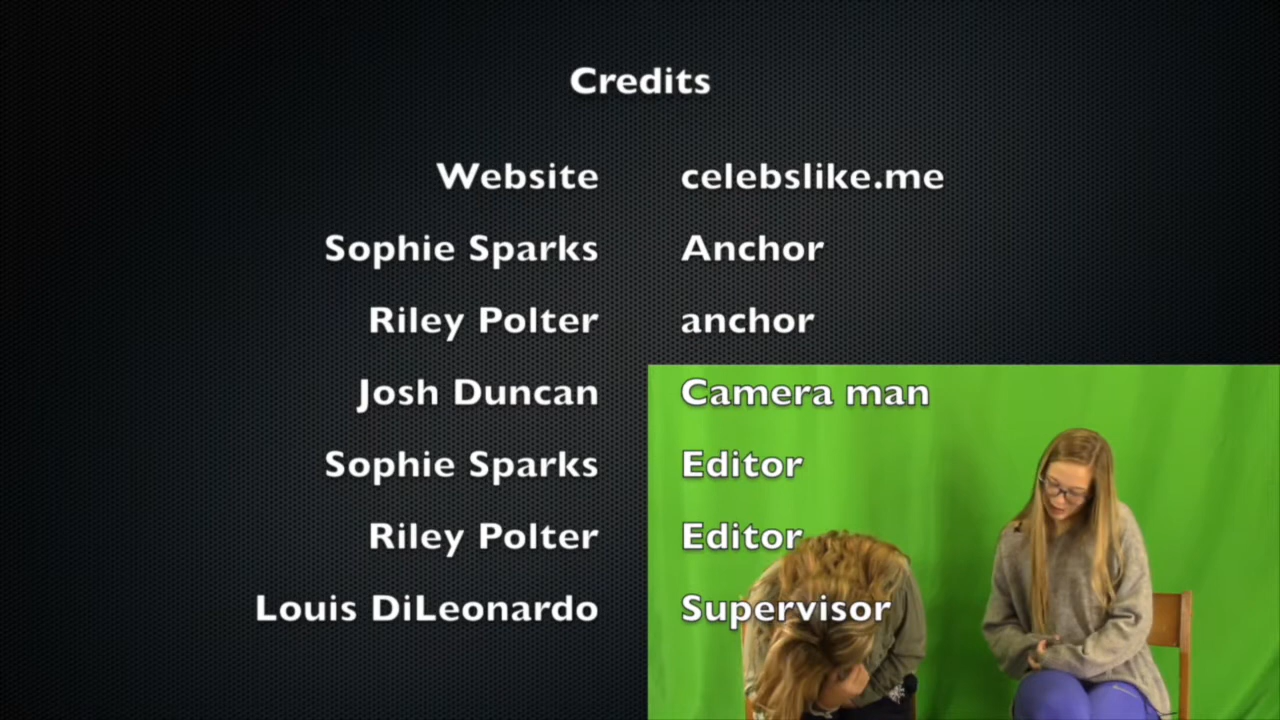 Credits
Website celebslike.me
Sophie Sparks Anchor
Riley Polter anchor
Josh Duncan Camera man
Sophie Sparks Editor
Riley Polter Editor
Louis DiLeonardo Supervisor